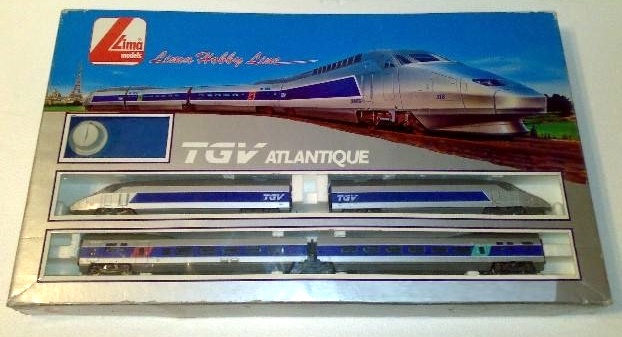 Lima
models
Lima Hobby Line
TGV ATLANTIQUE
TGV
TGV